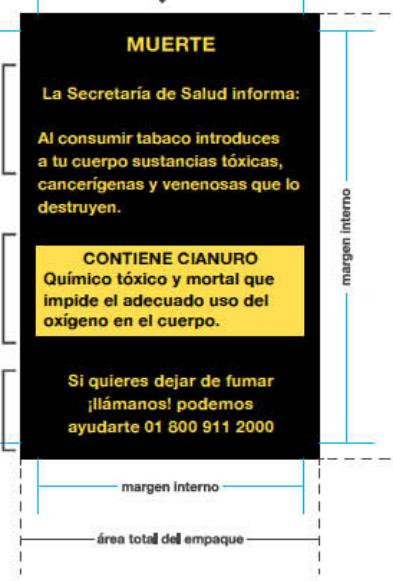 MUERTE
La Secretaría de Salud informa:
Al consumir tabaco introduces
a tu cuerpo sustancias tóxicas,
cancerígenas y venenosas que lo
destruyen.
CONTIENE CIANURO
Químico tóxico y mortal que
impide el adecuado uso del
oxígeno en el cuerpo.
Si quieres dejar de fumar
¡llámanos! podemos
ayudarte 01 800 911 2000
margen interno
margen interno
área total del empaque